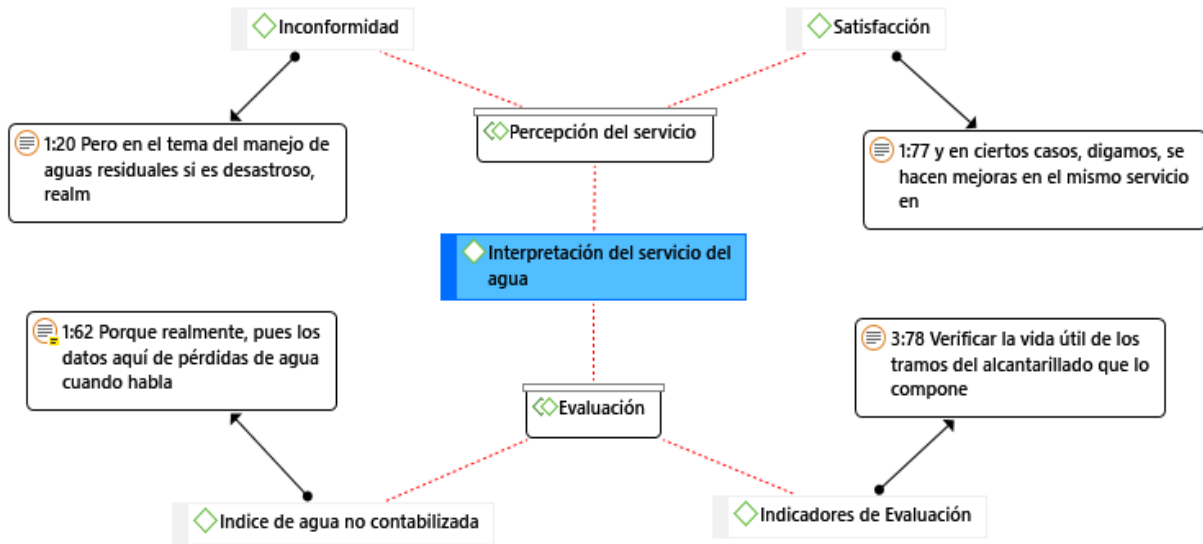 Inconformidad
Satisfacción
Percepción del servicio
1:20 Pero en el tema del manejo de
aguas residuales si es desastroso,
realm
1:77 y en ciertos casos, digamos, se
hacen mejoras en el mismo servicio
en
Interpretación del servicio del
agua
1:62 Porque realmente, pues los
datos aquí de pérdidas de agua
cuando habla
3:78 Verificar la vida útil de los
tramos del alcantarillado que lo
compone
Evaluación
Indice de agua no contabilizada
Indicadores de Evaluación